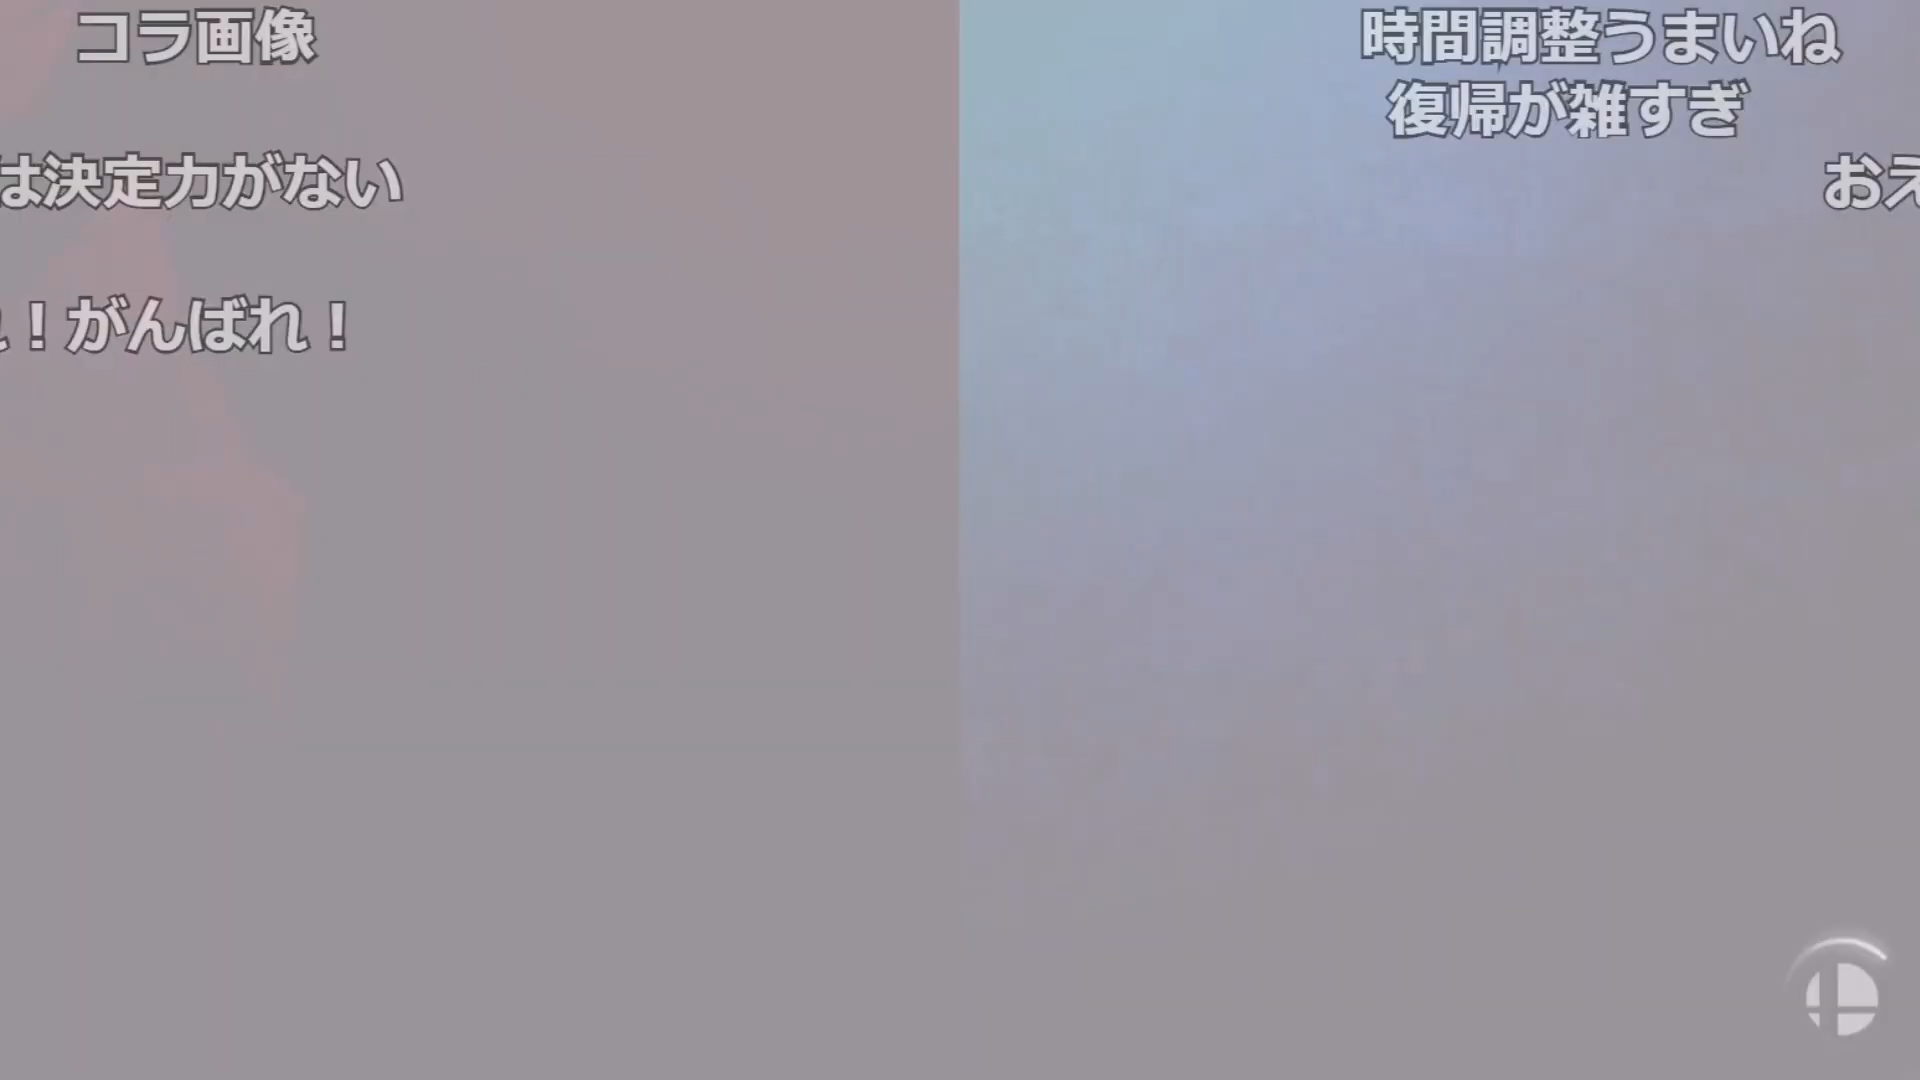 コラ画像
時間調整うまいね
復帰が雑すぎ
は決定力がない
おえ
！がんばれ！